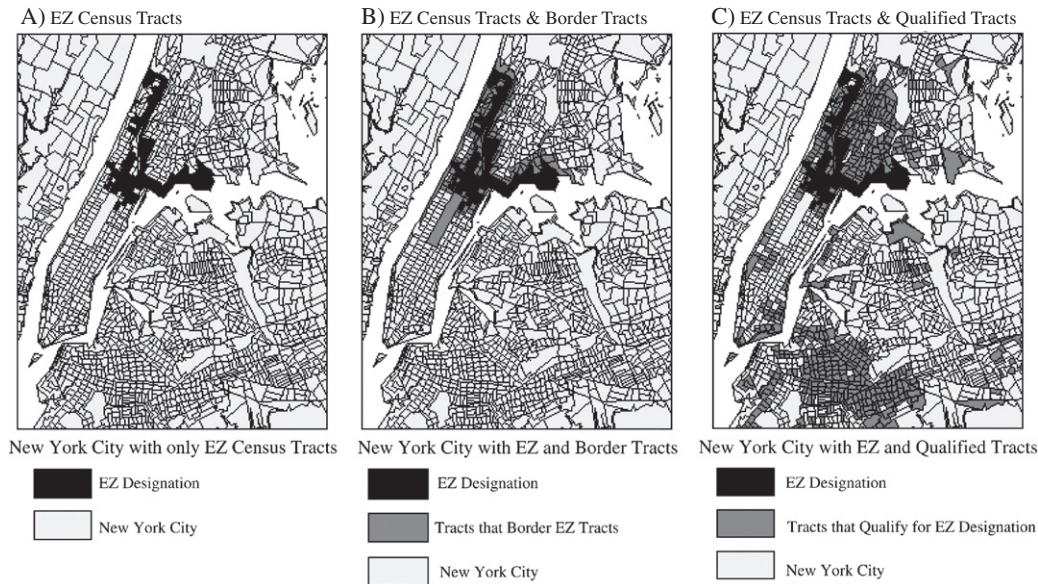 A) EZ Census Tracts
B) EZ Census Tracts & Border Tracts
C) EZ Census Tracts & Qualified Tracts
New York City with only EZ Census Tracts
EZ Designation
New York City
New York City with EZ and Border Tracts
EZ Designation
Tracts that Border EZ Tracts
New York City
New York City with EZ and Qualified Tracts
EZ Designation
Tracts that Qualify for EZ Designation
New York City